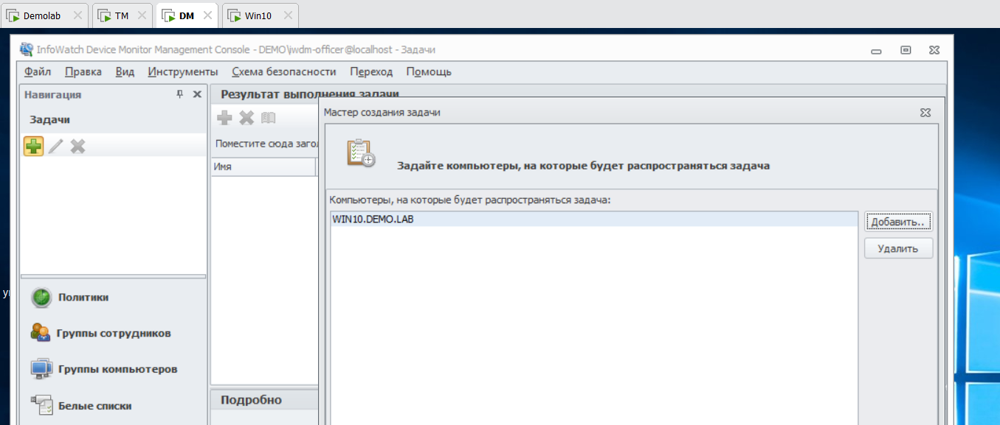 Demolab
TM
DM
Win10
InfoWatch Device Monitor Management Console - DEMO\iwdm-officer@localhost - Задачи
Файл Правка Вид Инструменты Схема безопасности Переход Помощь
Навигация
Результат выполнения задачи
Мастер создания задачи
Задачи
Поместите сюда
Задайте компьютеры, на которые будет распространяться задача
Имя
Компьютеры, на которые будет распространяться задача:
WIN10.DEMO.LAB
Добавить..
Удалить
Политики
Группы сотрудников
Группы компьютеров
Белые списки
Подробно